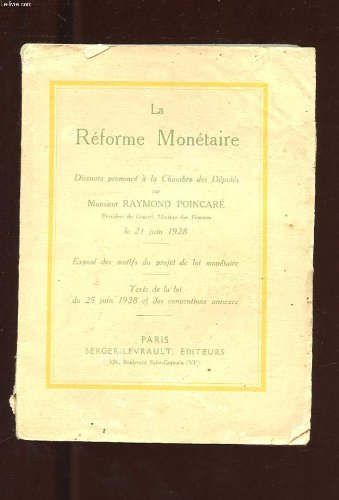 La
Réforme Monétaire
Discours prononcé à la Chambre des Députés
par
Monsieur RAYMOND POINCARÉ
Président du Conseil, Ministre des Finances
le 21 juin 1928
Exposé des motifs du projet de loi monétaire
Texte de la loi
du 25 juin 1928 et des conventions annexes
PARIS
BERGER-LEVRAULT, ÉDITEURS
136, Boulevard Saint-Germain (VIᵉ)